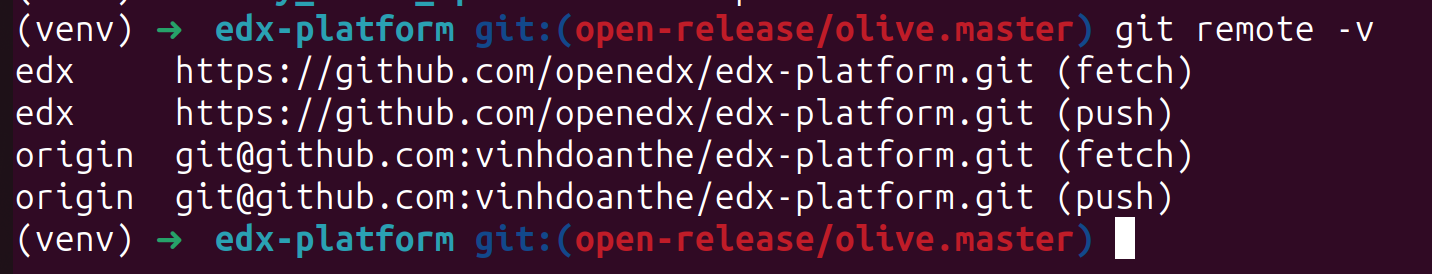 (venv) ➜  edx-platform git:(open-release/olive.master) git remote -v
edx     https://github.com/openedx/edx-platform.git (fetch)
edx     https://github.com/openedx/edx-platform.git (push)
origin  git@github.com:vinhdoanthe/edx-platform.git (fetch)
origin  git@github.com:vinhdoanthe/edx-platform.git (push)
(venv) ➜  edx-platform git:(open-release/olive.master)